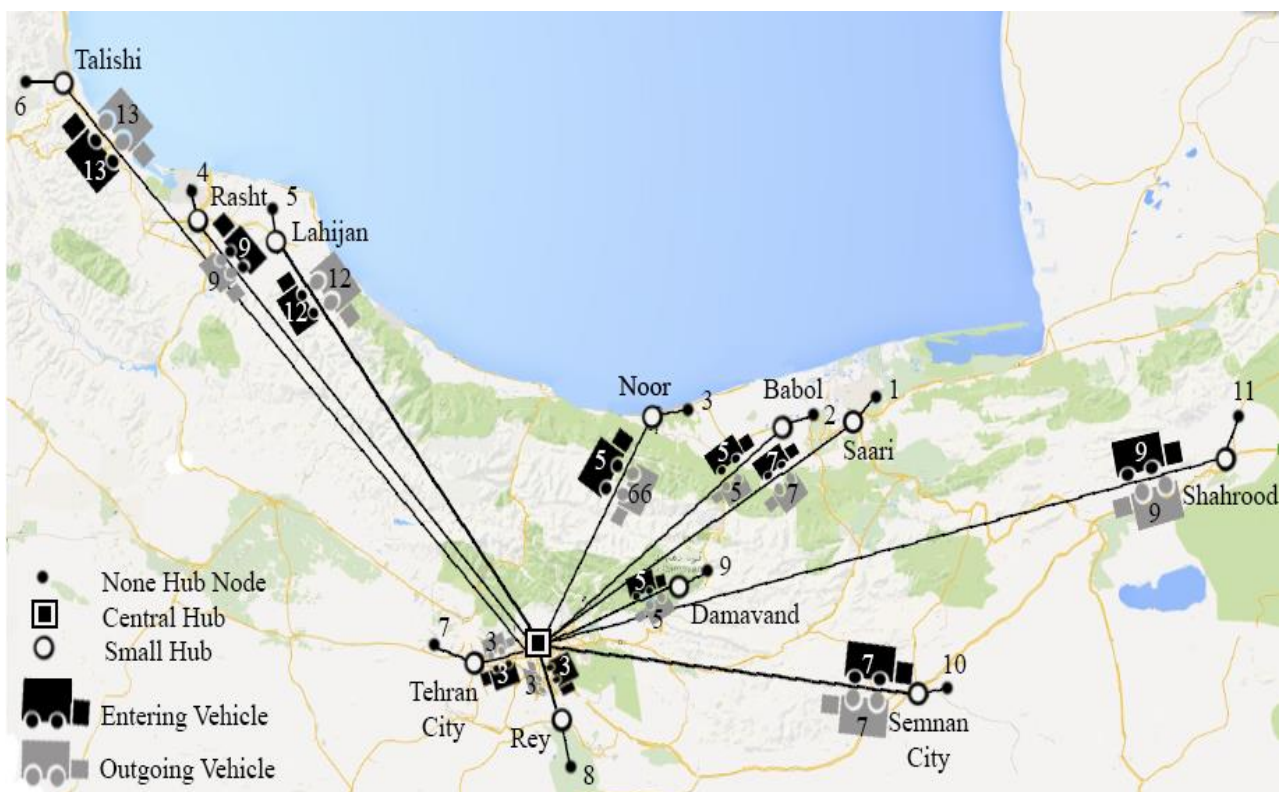 Talishi
6
13
13
4
Rasht
5
Lahijan
9
9
12
12
Noor
3
Babol
2
1
Saari
11
Shahrood
5
66
5
5
7
7
9
9
5
5
9
Damavand
7
3
3
Tehran
City
3
3
Rey
8
7
7
10
Semnan
City
None Hub Node
Central Hub
Small Hub
Entering Vehicle
Outgoing Vehicle